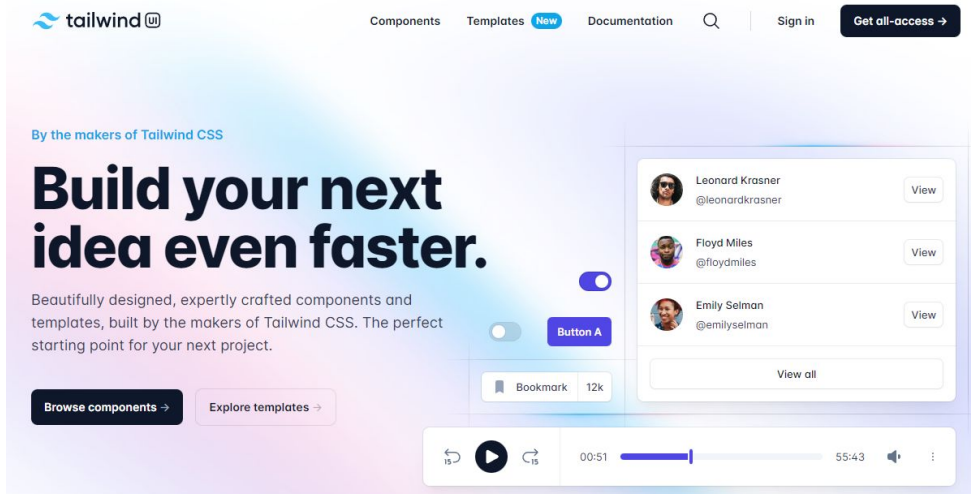 tailwind UI
Components Templates New Documentation
Sign in
Get all-access →
By the makers of Tailwind CSS
Build your next
idea even faster.
Beautifully designed, expertly crafted components and
templates, built by the makers of Tailwind CSS. The perfect
starting point for your next project.
Browse components →
Explore templates →
Button A
Bookmark 12k
Leonard Krasner
@leonardkrasner
View
Floyd Miles
@floydmiles
View
Emily Selman
@emilyselman
View
View all
15
15
00:51
55:43